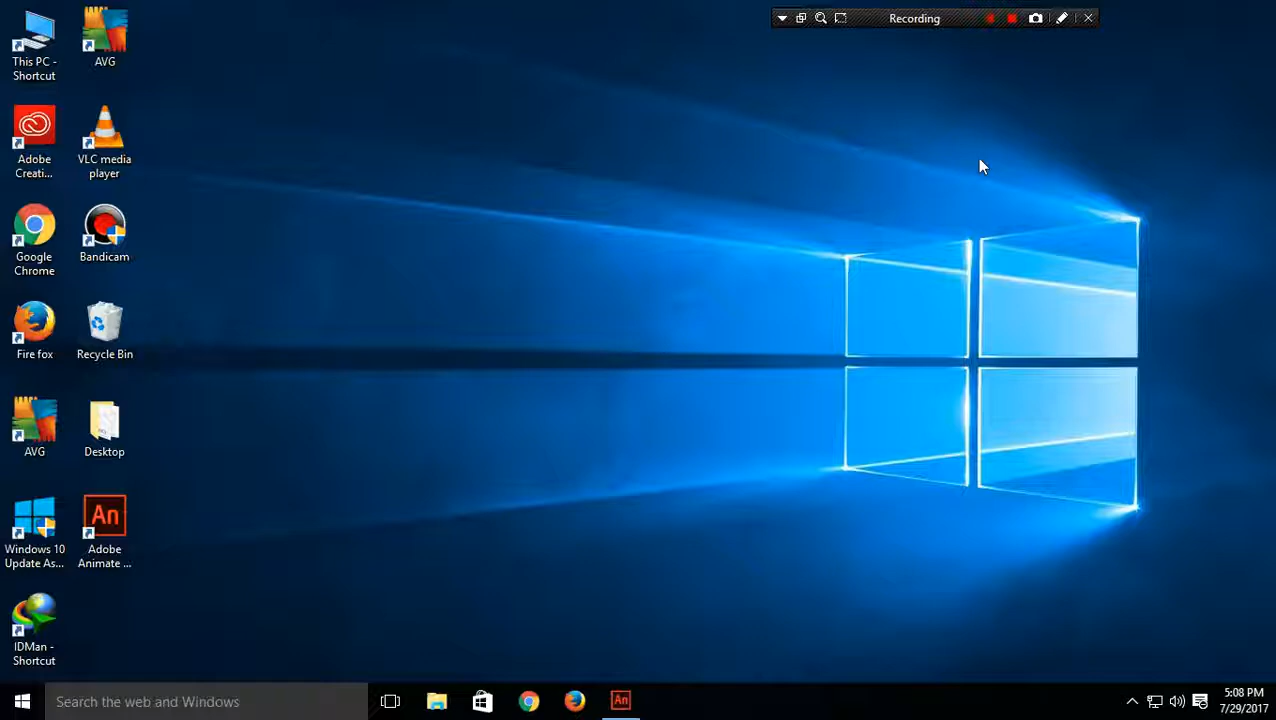 Recording
This PC -
Shortcut
AVG
Adobe
Creati...
VLC media
player
Google
Chrome
Bandicam
Fire fox
Recycle Bin
AVG
Desktop
An
Windows 10
Update As...
Adobe
Animate ...
IDMan -
Shortcut
Search the web and Windows
An
5:08 PM
7/29/2017